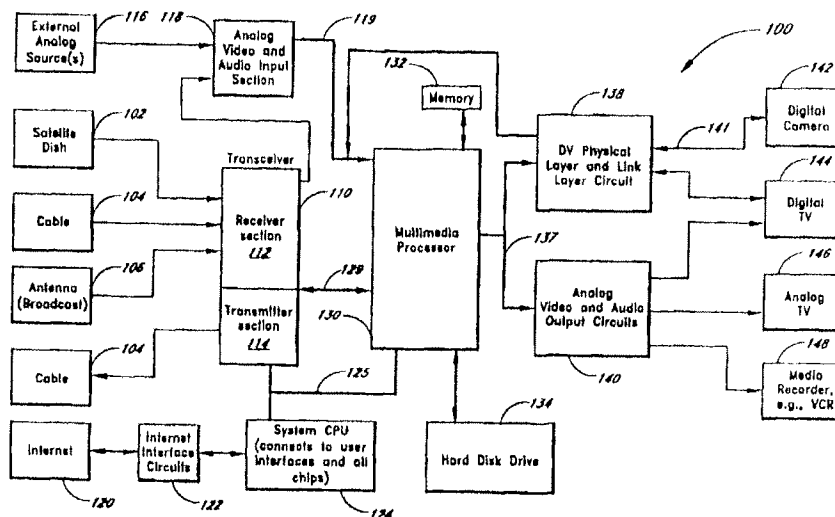 116
External
Analog
Source(s)
118
Analog
Video and
Audio Input
Section
119
132
Memory
100
138
DV Physical
Layer and Link
Layer Circuit
141
142
Digital
Camera
102
Satellite
Dish
Transceiver
110
Receiver
section
112
104
Cable
106
Antenna
(Broadcast)
129
Transmitter
section
114
104
Cable
130
Multimedia
Processor
137
144
Digital
TV
146
Analog
TV
Analog
Video and Audio
Output Circuits
140
148
Media
Recorder,
e.g., VCR
125
134
Hard Disk Drive
Internet
120
Internet
Interface
Circuits
122
System CPU
(connects to user
interfaces and all
chips)
124